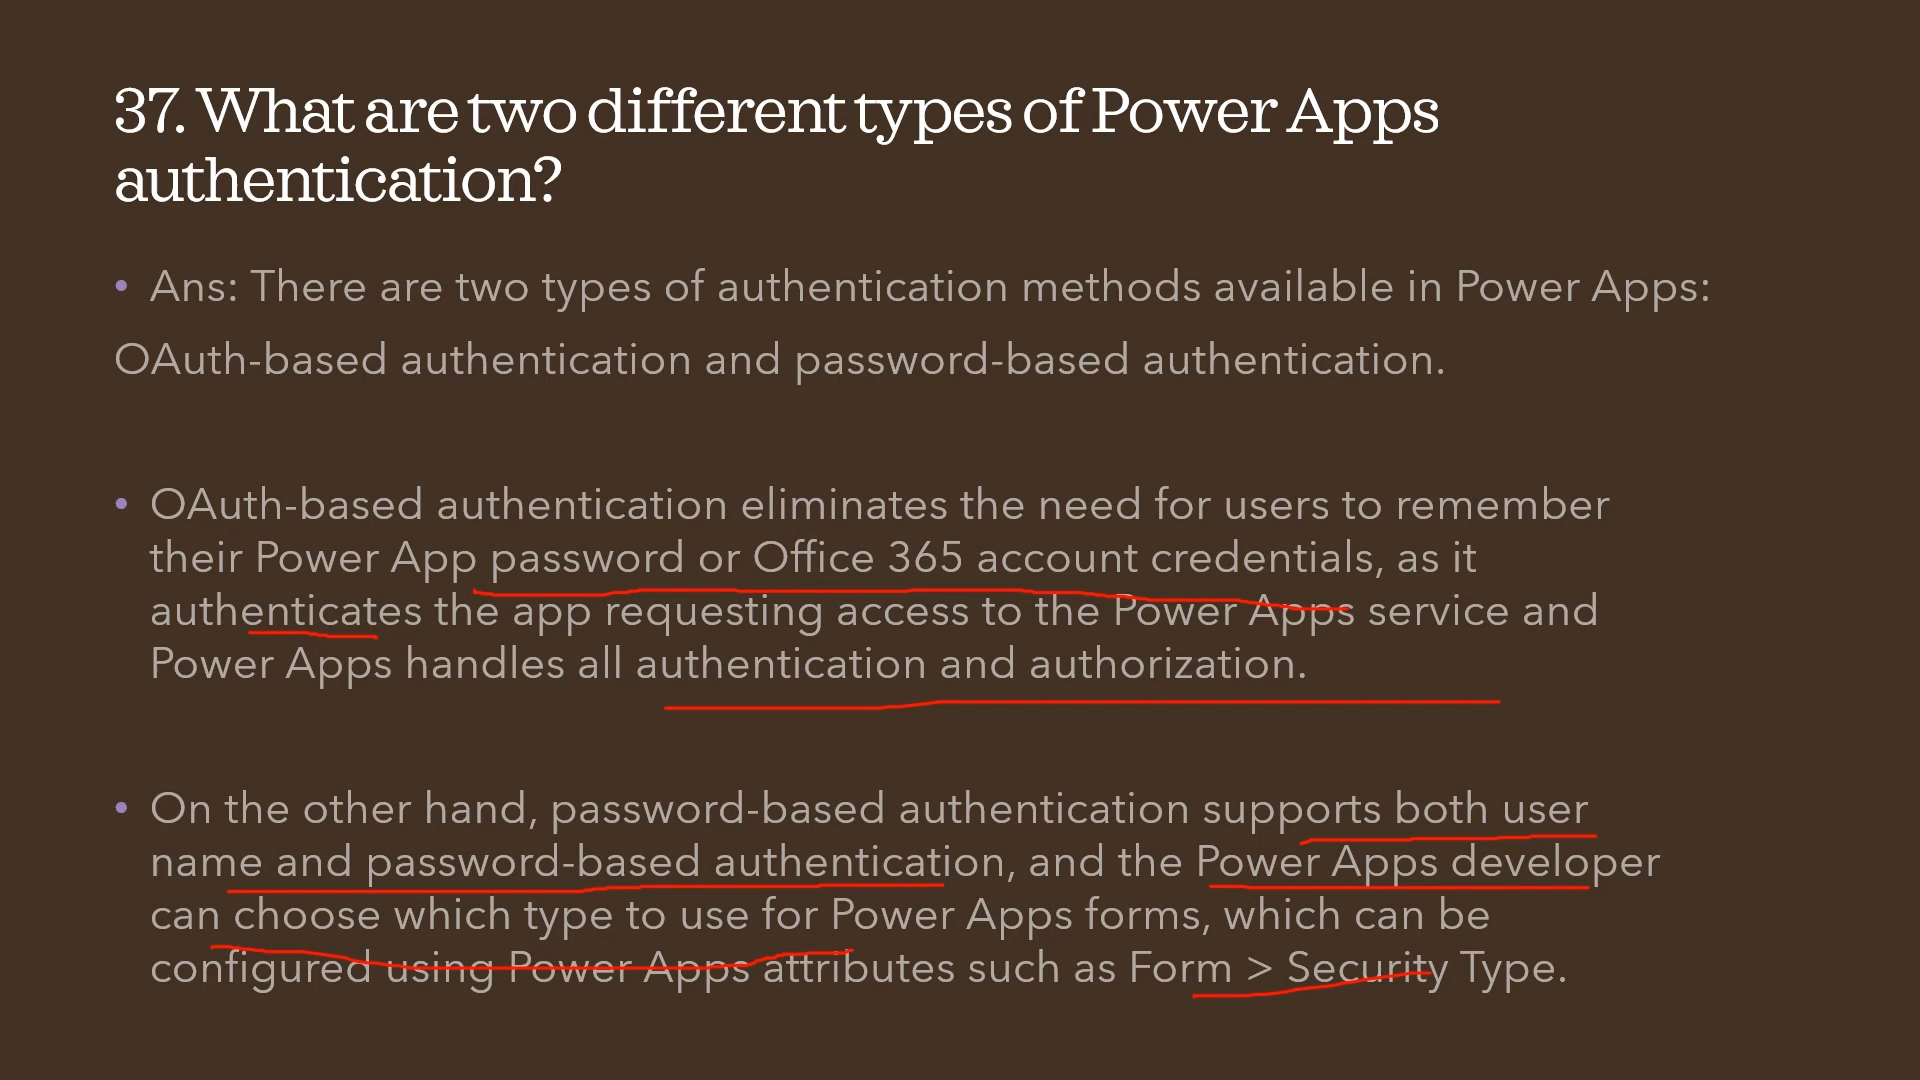 37. What are two different types of Power Apps
authentication?
• Ans: There are two types of authentication methods available in Power Apps:
OAuth-based authentication and password-based authentication.
• OAuth-based authentication eliminates the need for users to remember
their Power App password or Office 365 account credentials, as it
authenticates the app requesting access to the Power Apps service and
Power Apps handles all authentication and authorization.
• On the other hand, password-based authentication supports both user
name and password-based authentication, and the Power Apps developer
can choose which type to use for Power Apps forms, which can be
configured using Power Apps attributes such as Form > Security Type.